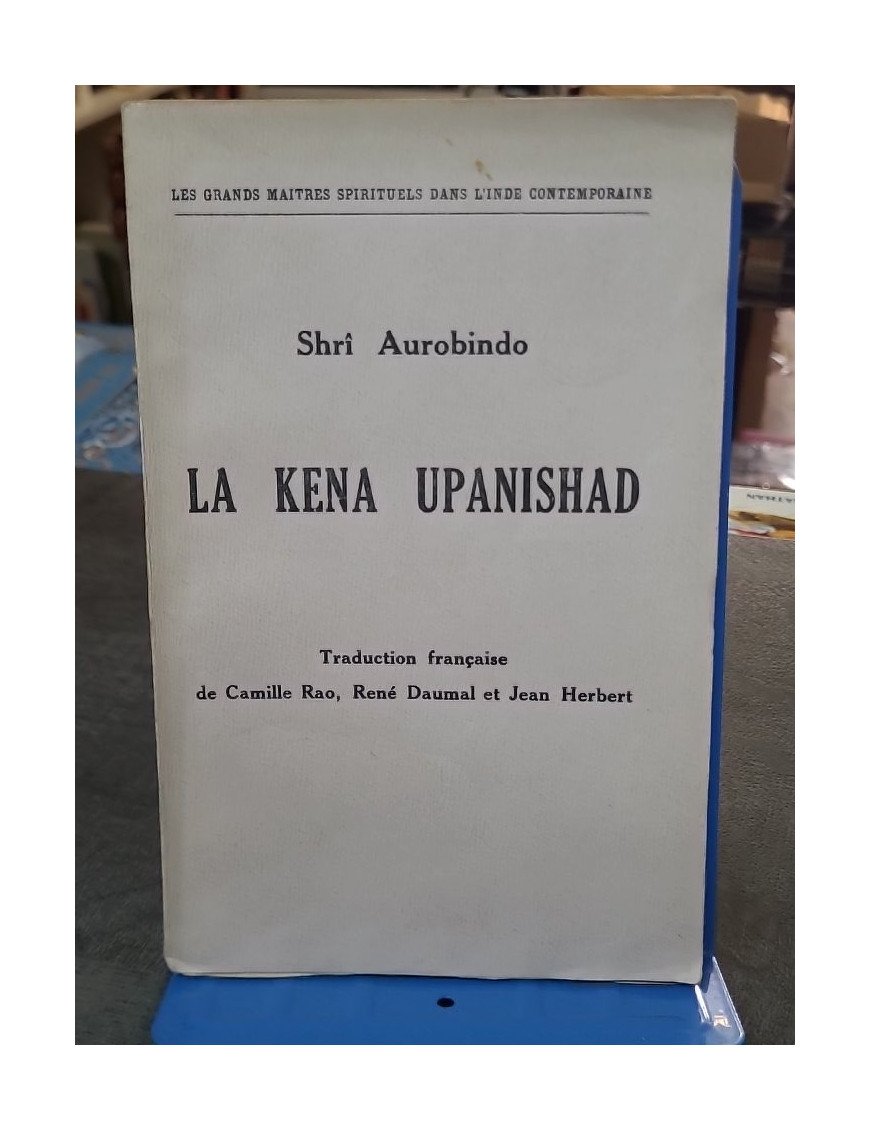 LES GRANDS MAITRES SPIRITUELS DANS L'INDE CONTEMPORAINE
Shrî Aurobindo
LA KENA UPANISHAD
Traduction française
de Camille Rao, René Daumal et Jean Herbert